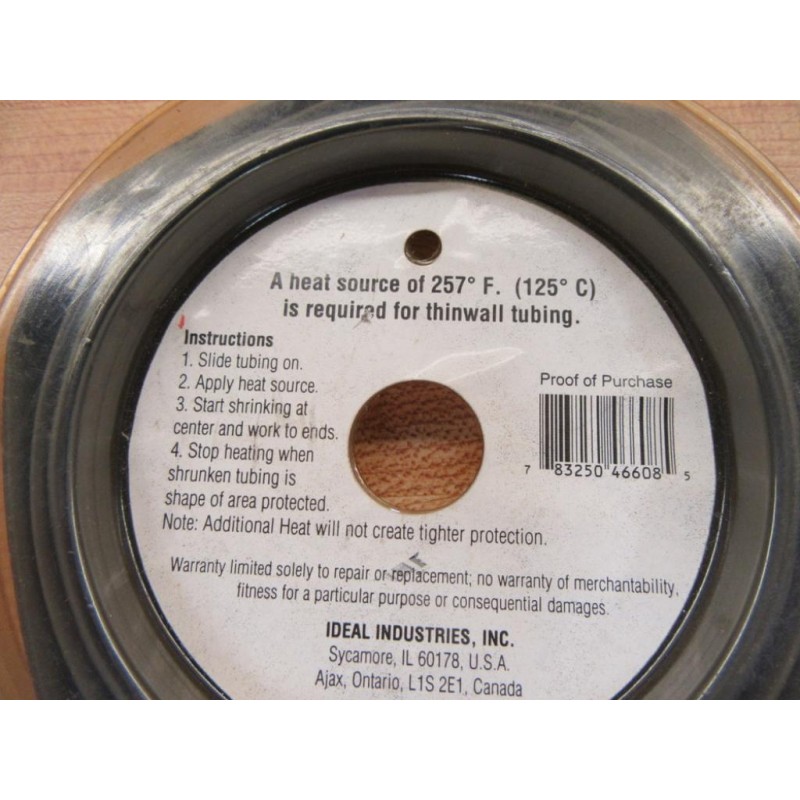 A heat source of 257° F. (125° C)
is required for thinwall tubing.
Instructions
1. Slide tubing on.
2. Apply heat source.
3. Start shrinking at
center and work to ends.
4. Stop heating when
shrunken tubing is
shape of area protected.
Note: Additional Heat will not create tighter protection.
Proof of Purchase
7 83250 46608 5
Warranty limited solely to repair or replacement; no warranty of merchantability,
fitness for a particular purpose or consequential damages.
IDEAL INDUSTRIES, INC.
Sycamore, IL 60178, U.S.A.
Ajax, Ontario, L1S 2E1, Canada